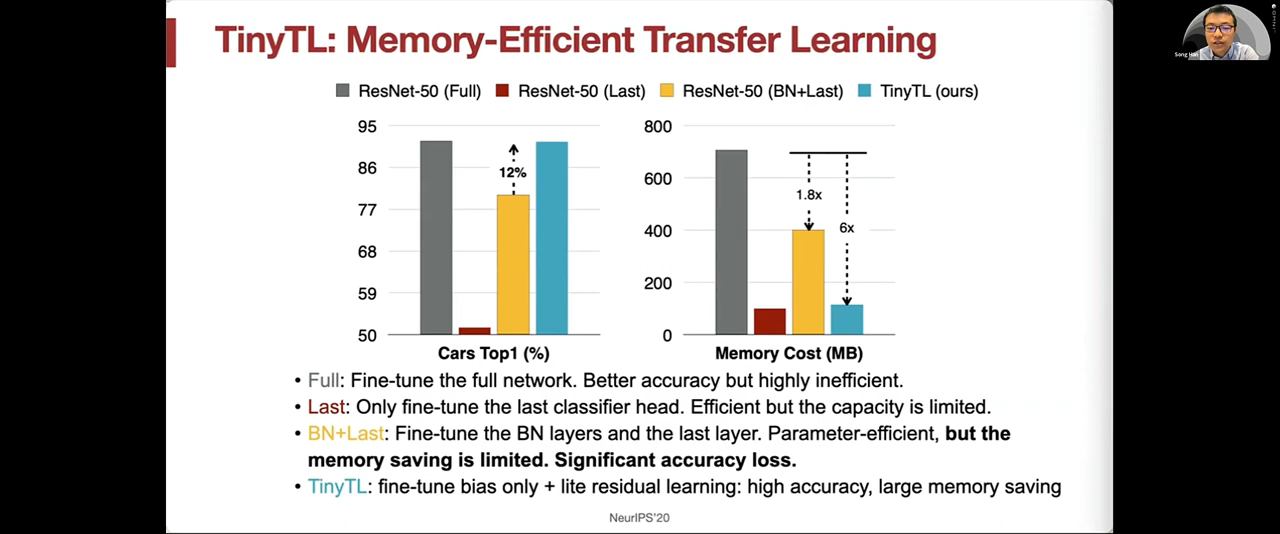 TinyTL: Memory-Efficient Transfer Learning
ResNet-50 (Full) ResNet-50 (Last) ResNet-50 (BN+Last) TinyTL (ours)
95
86
77
68
59
50
12%
Cars Top1 (%)
800
600
400
200
0
1.8x
6x
Memory Cost (MB)
• Full: Fine-tune the full network. Better accuracy but highly inefficient.
• Last: Only fine-tune the last classifier head. Efficient but the capacity is limited.
• BN+Last: Fine-tune the BN layers and the last layer. Parameter-efficient, but the
memory saving is limited. Significant accuracy loss.
• TinyTL: fine-tune bias only + lite residual learning: high accuracy, large memory saving
NeurIPS'20
Song Han